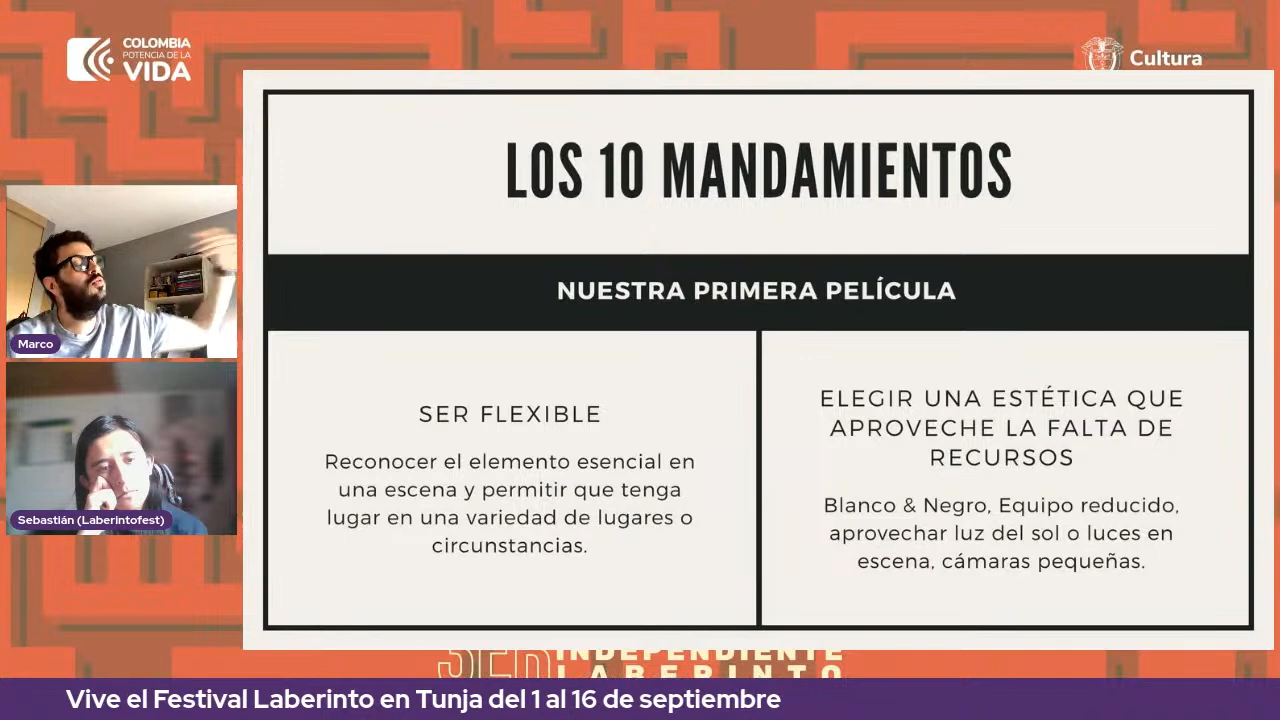 COLOMBIA
POTENCIA DE LA
VIDA
Cultura
LOS 10 MANDAMIENTOS
NUESTRA PRIMERA PELÍCULA
SER FLEXIBLE
Reconocer el elemento esencial en
una escena y permitir que tenga
lugar en una variedad de lugares o
circunstancias.
ELEGIR UNA ESTÉTICA QUE
APROVECHE LA FALTA DE
RECURSOS
Blanco & Negro, Equipo reducido,
aprovechar luz del sol o luces en
escena, cámaras pequeñas.
Marco
Sebastián (Laberintofest)
SER INDEPENDIENTE
LABERINTO
Vive el Festival Laberinto en Tunja del 1 al 16 de septiembre